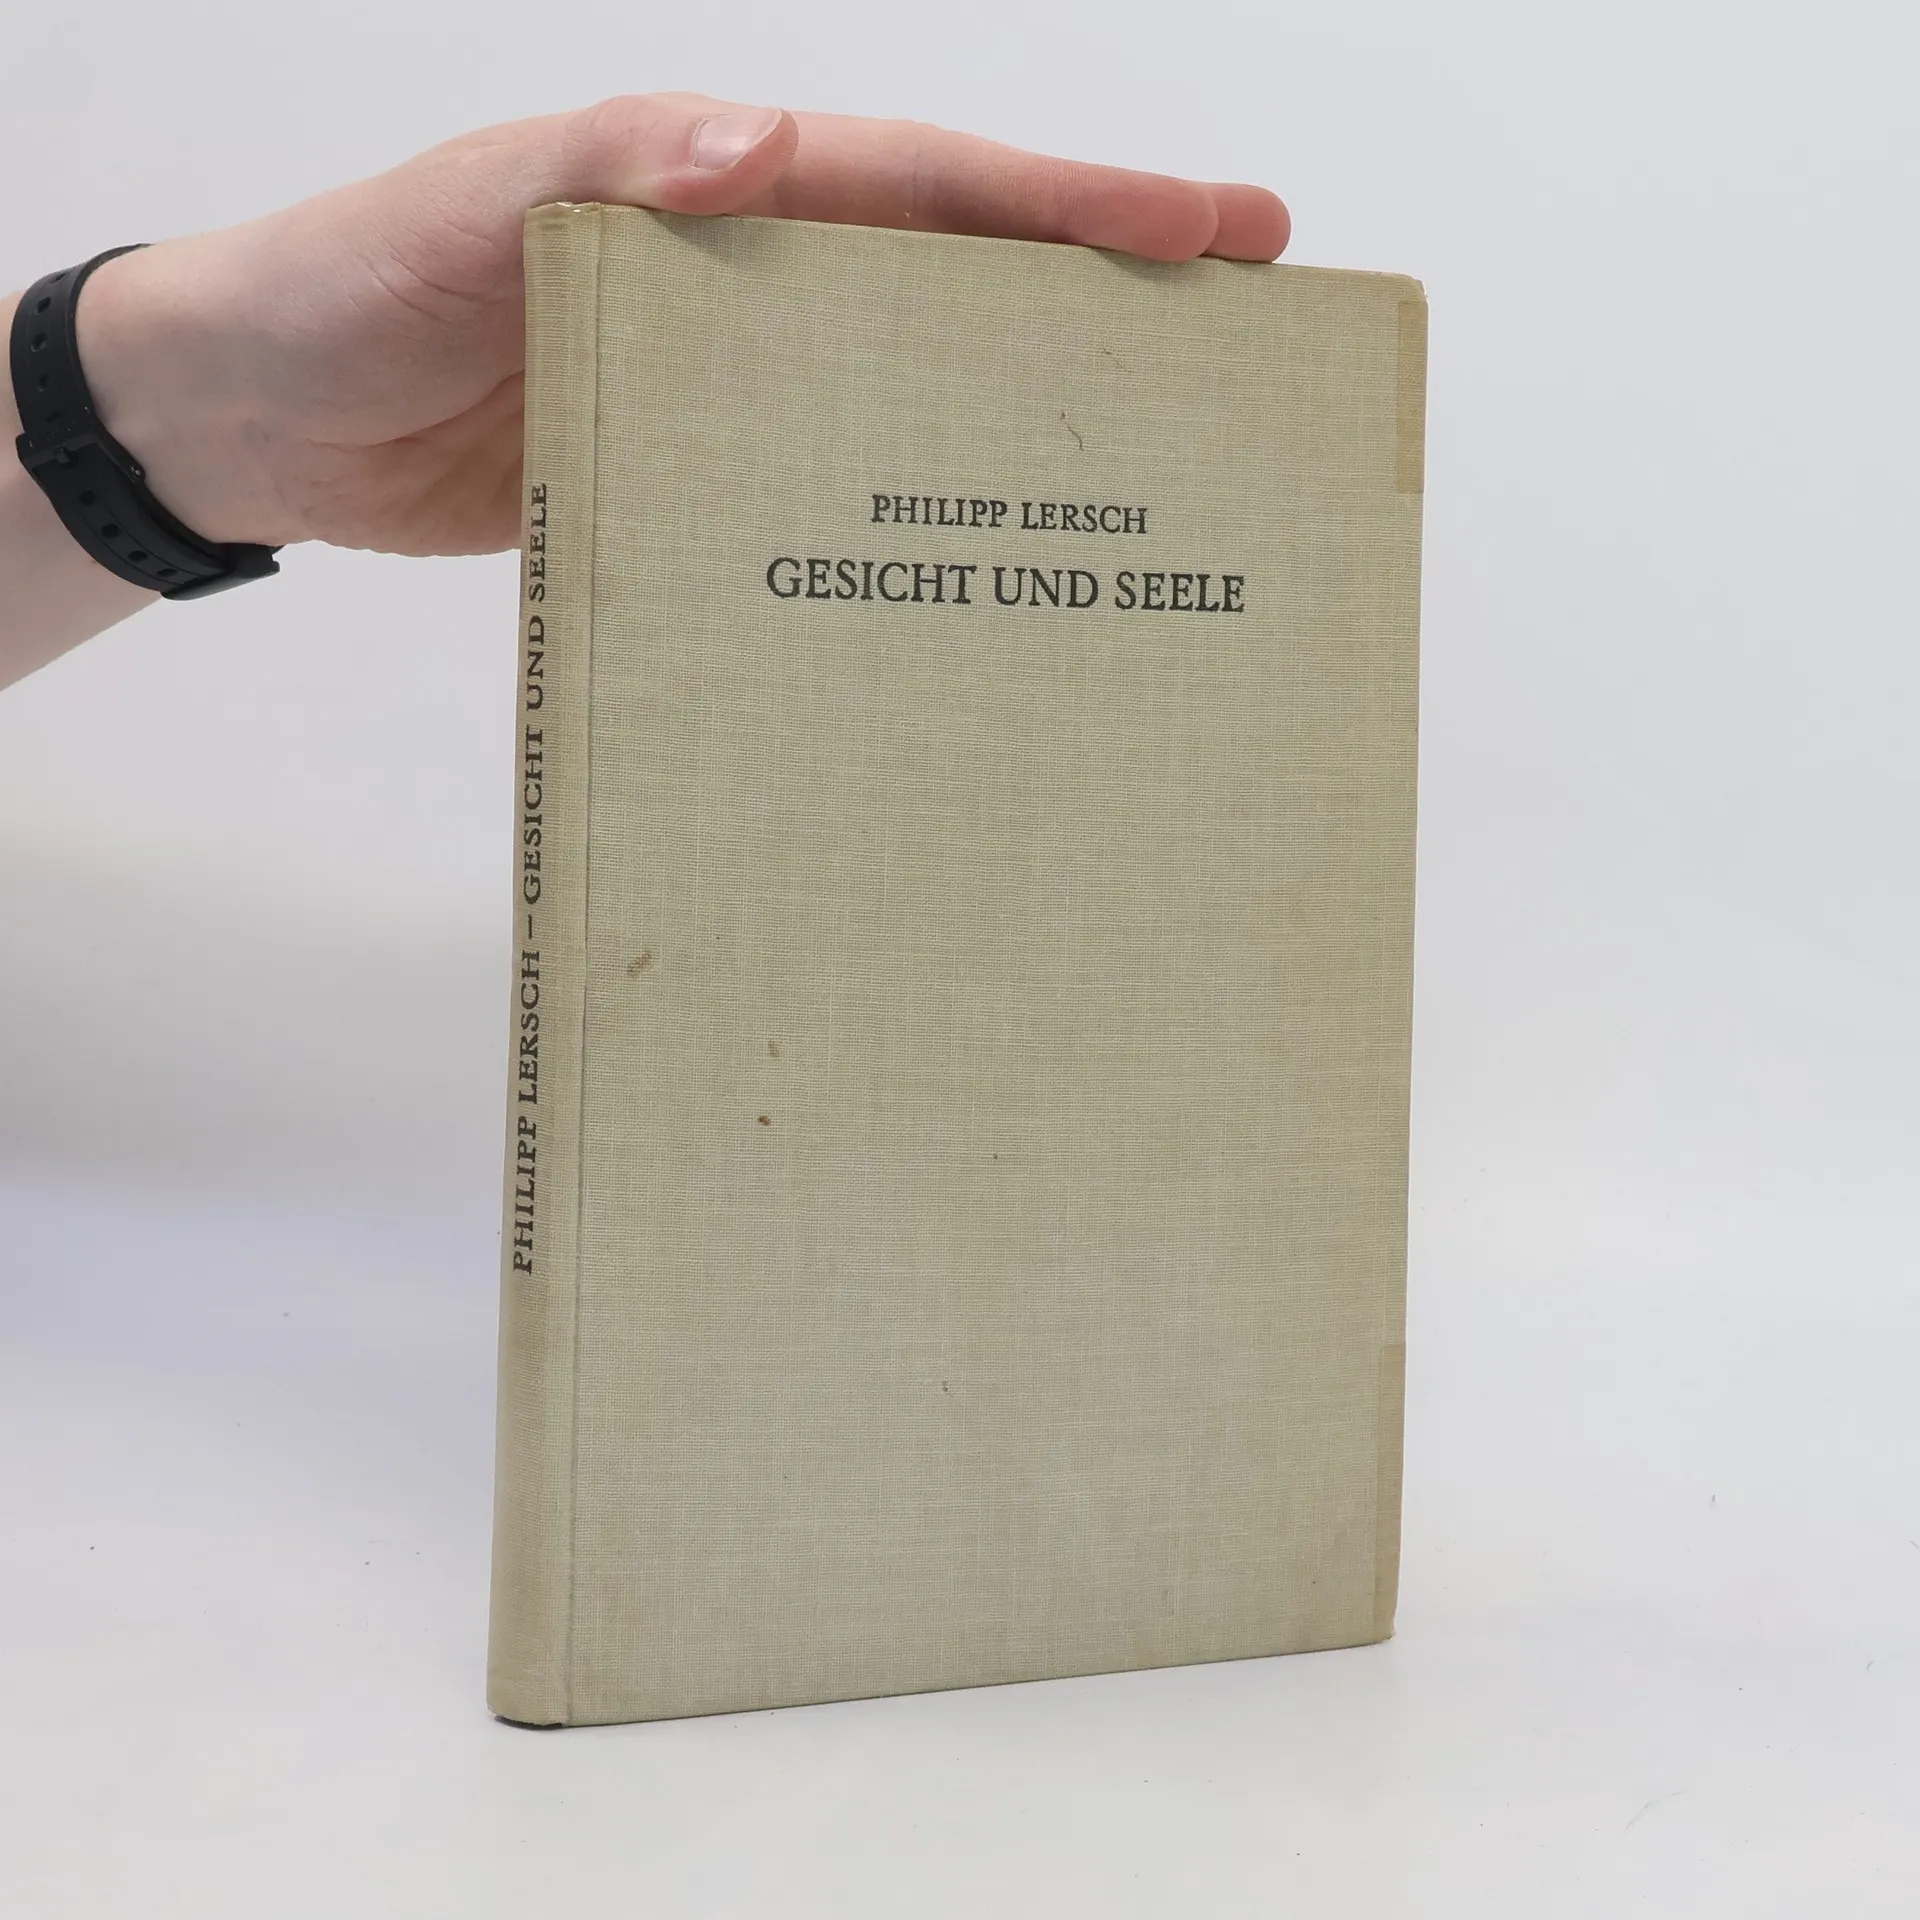 PHILIPP LERSCH
GESICHT UND SEELE
PHILIPP LERSCH – GESICHT UND SEELE